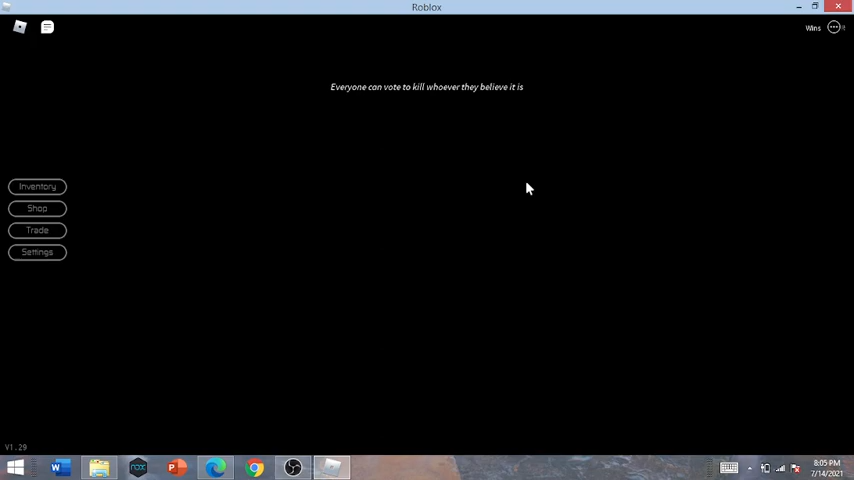 Roblox
Wins
Everyone can vote to kill whoever they believe it is
Inventory
Shop
Trade
Settings
V1.29
nox
8:05 PM
7/14/2021